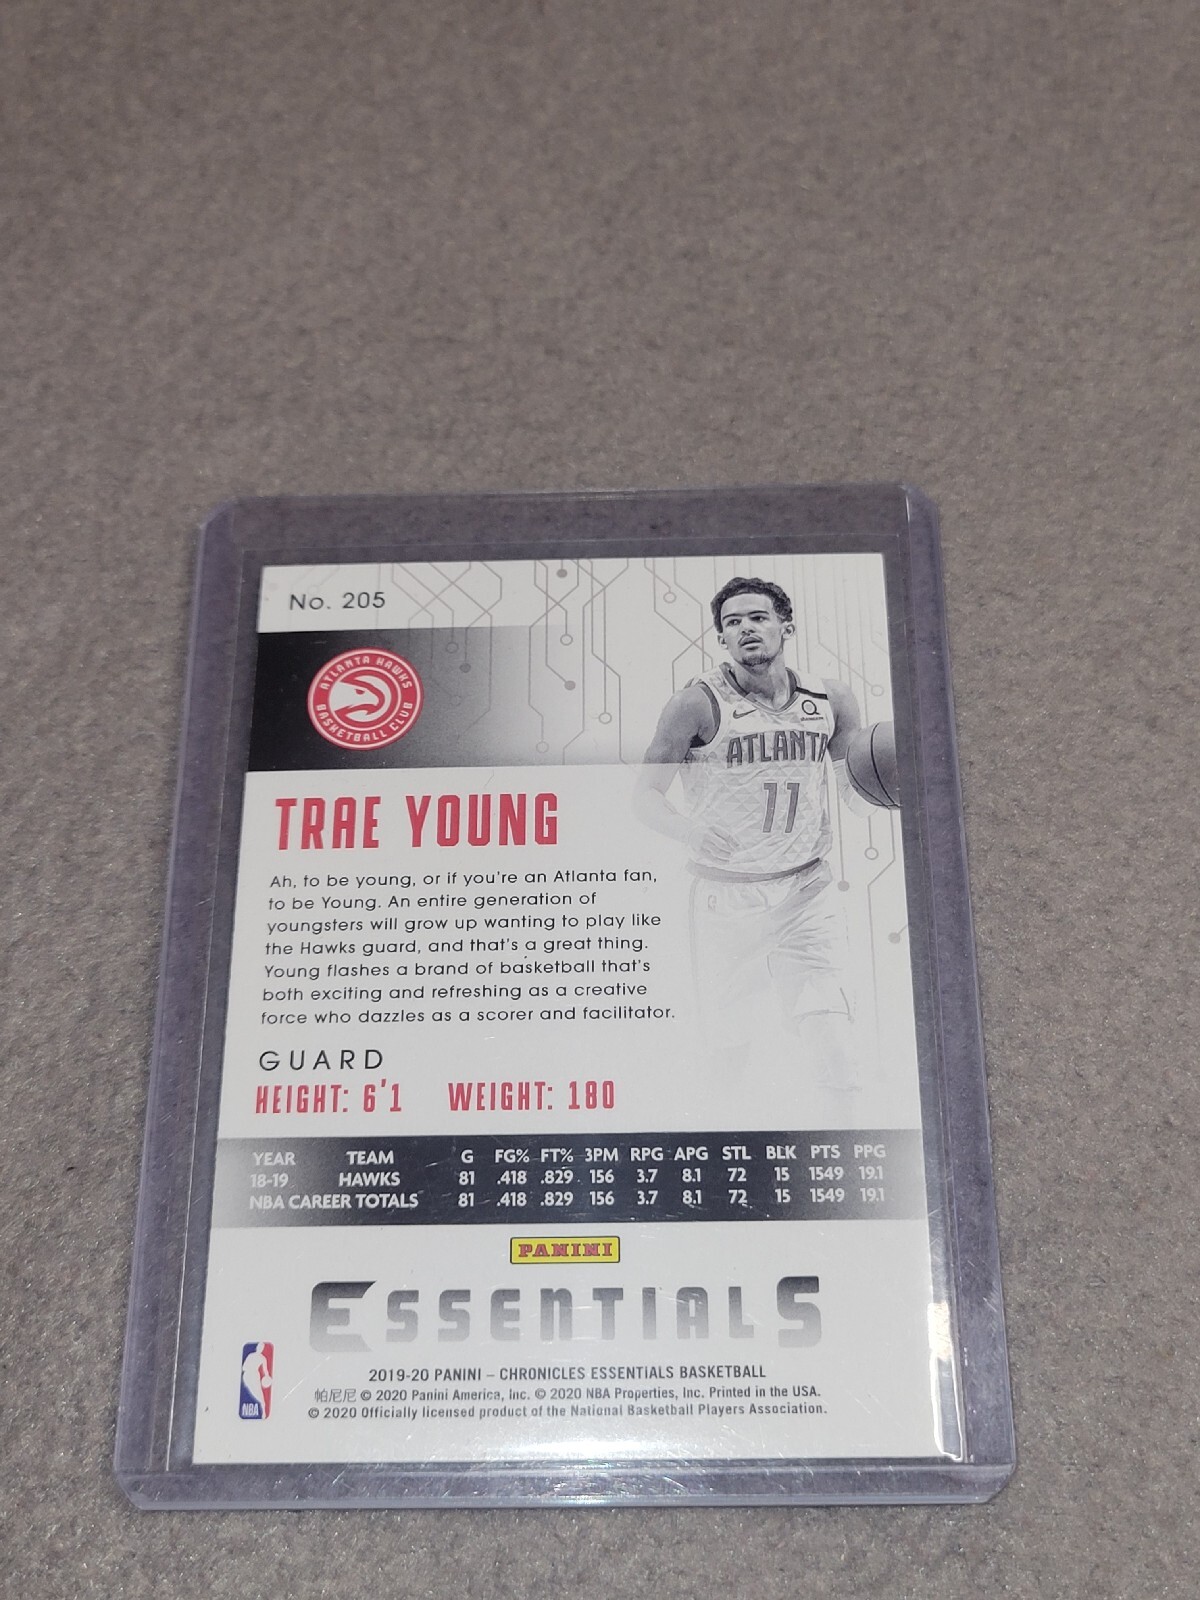 No. 205
ATLANTA HAWKS
BASKETBALL CLUB
ATLANTA
11
TRAE YOUNG
Ah, to be young, or if you're an Atlanta fan,
to be Young. An entire generation of
youngsters will grow up wanting to play like
the Hawks guard, and that's a great thing.
Young flashes a brand of basketball that's
both exciting and refreshing as a creative
force who dazzles as a scorer and facilitator.
GUARD
HEIGHT: 6'1 WEIGHT: 180
YEAR TEAM G FG% FT% 3PM RPG APG STL BLK PTS PPG
18-19 HAWKS 81 .418 .829 156 3.7 8.1 72 15 1549 19.1
NBA CAREER TOTALS 81 .418 .829 156 3.7 8.1 72 15 1549 19.1
PANINI
ESSENTIALS
NBA
2019-20 PANINI – CHRONICLES ESSENTIALS BASKETBALL
帕尼尼 © 2020 Panini America, Inc. © 2020 NBA Properties, Inc. Printed in the USA.
© 2020 Officially licensed product of the National Basketball Players Association.